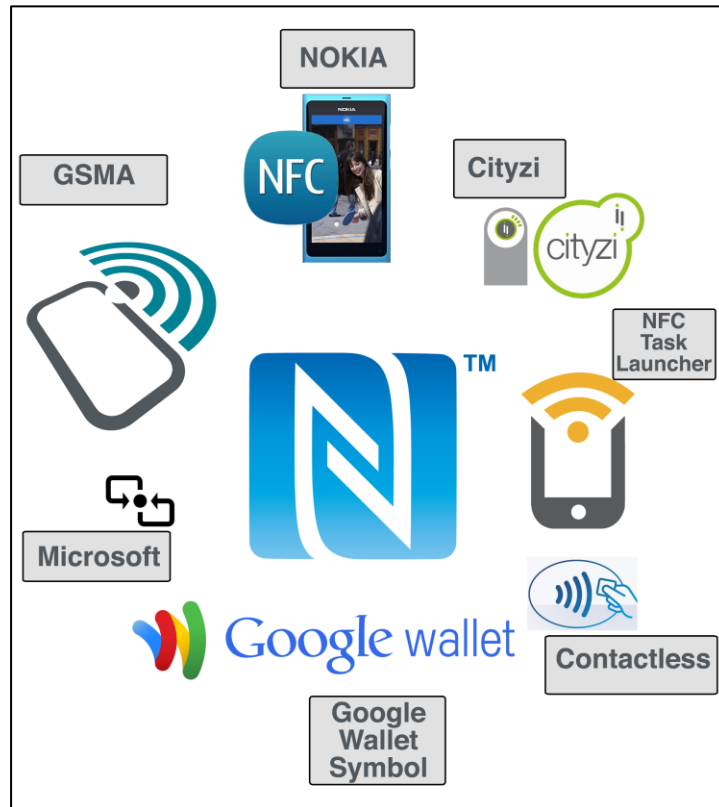 NOKIA
NOKIA
NFC
GSMA
Cityzi
cityzi
NFC
Task
Launcher
TM
Microsoft
Google wallet
Contactless
Google
Wallet
Symbol